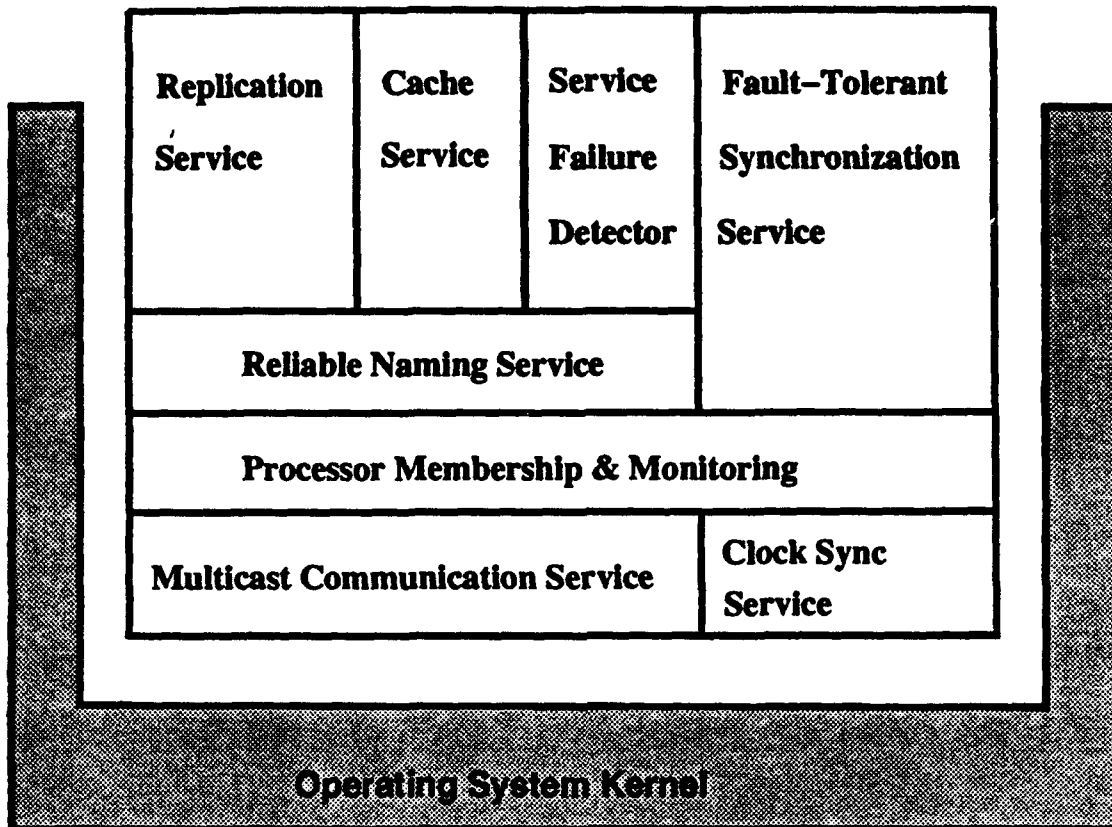 Replication
Service
Cache
Service
Service
Failure
Detector
Fault–Tolerant
Synchronization
Service
Reliable Naming Service
Processor Membership & Monitoring
Multicast Communication Service
Clock Sync
Service
Operating System Kernel